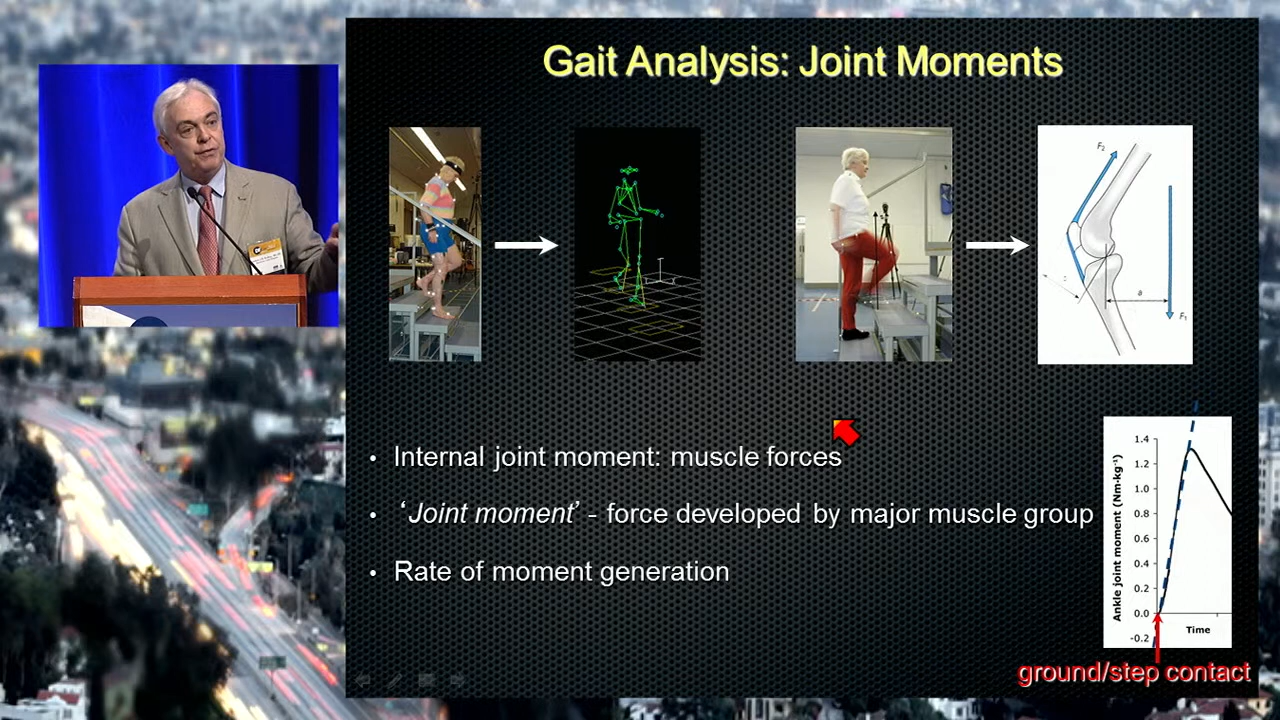 Gait Analysis: Joint Moments
F2
c
a
F1
• Internal joint moment: muscle forces
• ‘Joint moment’ - force developed by major muscle group
• Rate of moment generation
Ankle joint moment (Nm·kg⁻¹)
1.4
1.2
1.0
0.8
0.6
0.4
0.2
0.0
-0.2
Time
ground/step contact